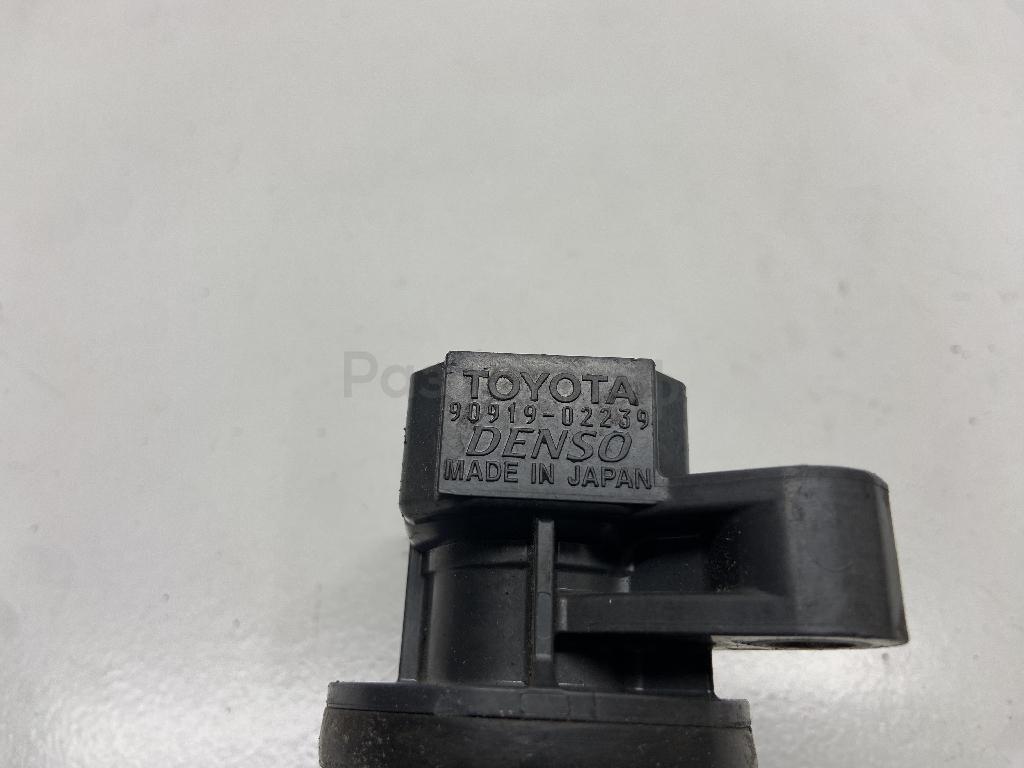 TOYOTA
90919-02239
DENSO
MADE IN JAPAN